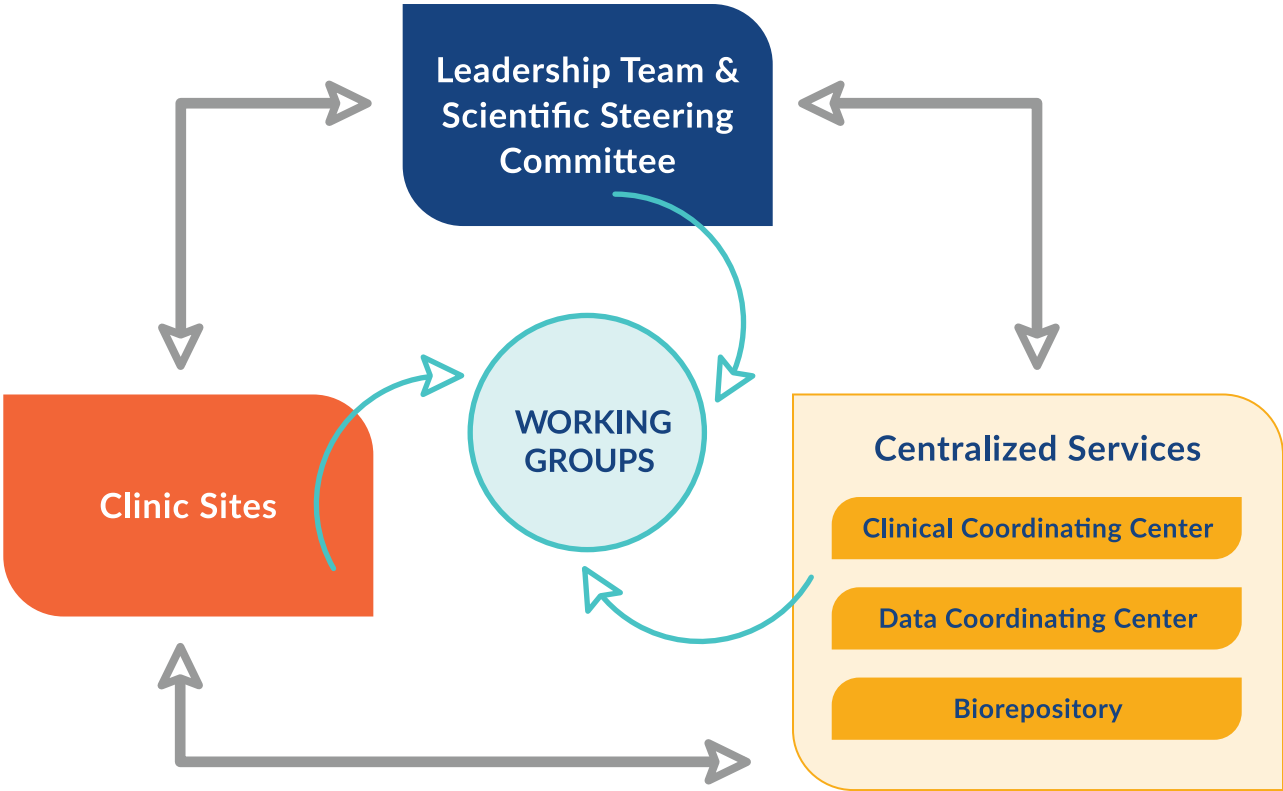 Leadership Team &
Scientific Steering
Committee
WORKING
GROUPS
Clinic Sites
Centralized Services
Clinical Coordinating Center
Data Coordinating Center
Biorepository